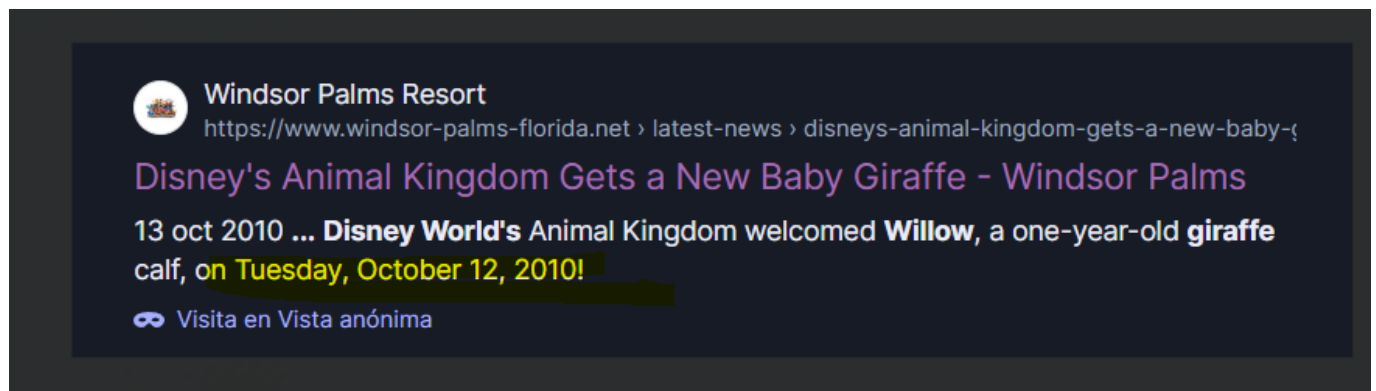 Windsor Palms Resort
https://www.windsor-palms-florida.net › latest-news › disneys-animal-kingdom-gets-a-new-baby-g
Disney's Animal Kingdom Gets a New Baby Giraffe - Windsor Palms
13 oct 2010 ... Disney World's Animal Kingdom welcomed Willow, a one-year-old giraffe
calf, on Tuesday, October 12, 2010!
Visita en Vista anónima